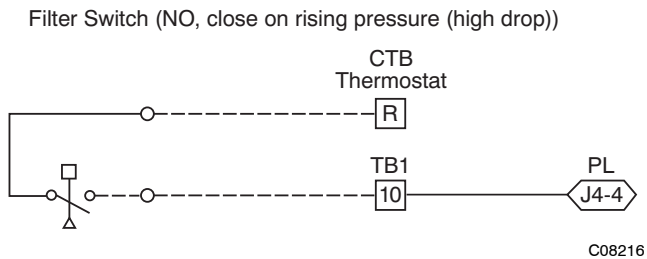 Filter Switch (NO, close on rising pressure (high drop))
CTB
Thermostat
R
TB1
PL
10
J4-4
C08216